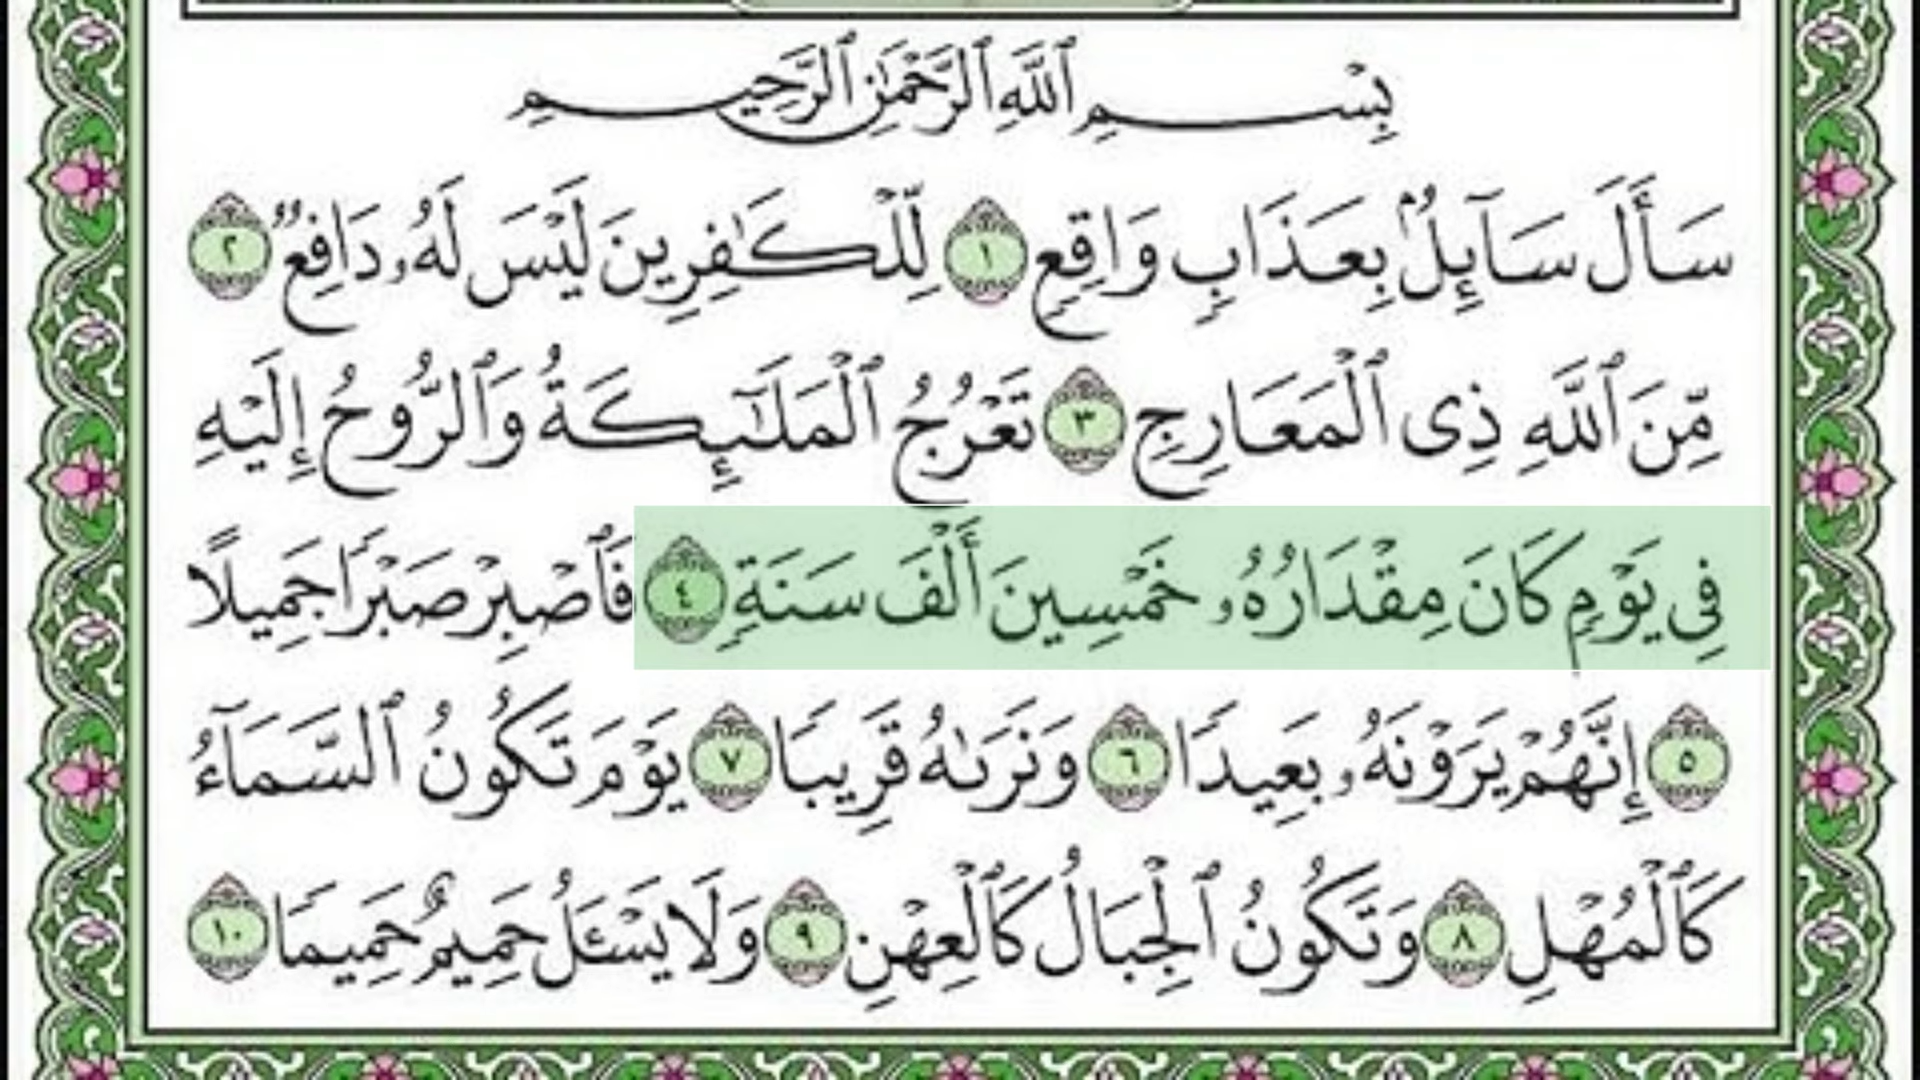 بِسْمِ ٱللَّهِ ٱلرَّحْمَٰنِ ٱلرَّحِيمِ
سَأَلَ سَآئِلٌۢ بِعَذَابٍ وَاقِعٍ ١ لِّلْكَٰفِرِينَ لَيْسَ لَهُۥ دَافِعٌ ٢
مِّنَ ٱللَّهِ ذِى ٱلْمَعَارِجِ ٣ تَعْرُجُ ٱلْمَلَٰٓئِكَةُ وَٱلرُّوحُ إِلَيْهِ
فِى يَوْمٍ كَانَ مِقْدَارُهُۥ خَمْسِينَ أَلْفَ سَنَةٍ ٤ فَٱصْبِرْ صَبْرًا جَمِيلًا
٥ إِنَّهُمْ يَرَوْنَهُۥ بَعِيدًا ٦ وَنَرَىٰهُ قَرِيبًا ٧ يَوْمَ تَكُونُ ٱلسَّمَآءُ
كَٱلْمُهْلِ ٨ وَتَكُونُ ٱلْجِبَالُ كَٱلْعِهْنِ ٩ وَلَا يَسْـَٔلُ حَمِيمٌ حَمِيمًا ١٠